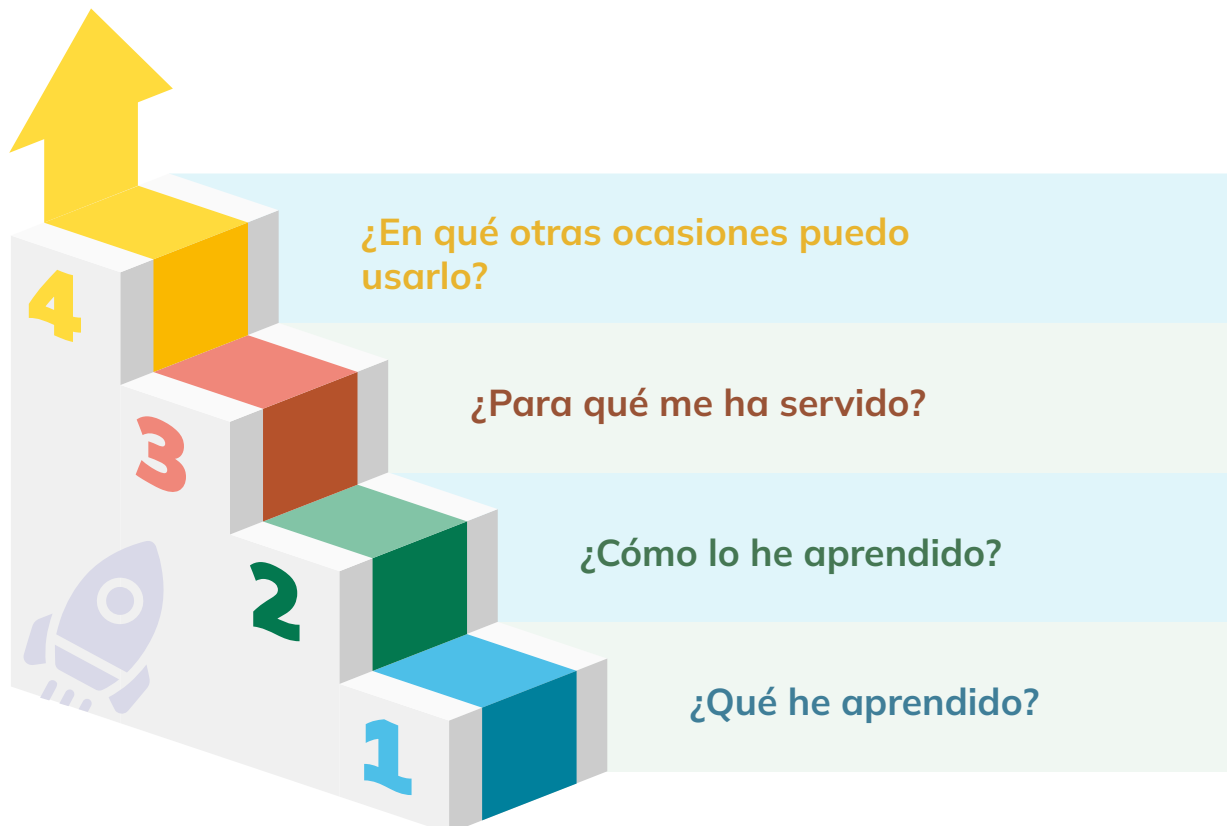 4
¿En qué otras ocasiones puedo
usarlo?
3
¿Para qué me ha servido?
2
¿Cómo lo he aprendido?
1
¿Qué he aprendido?